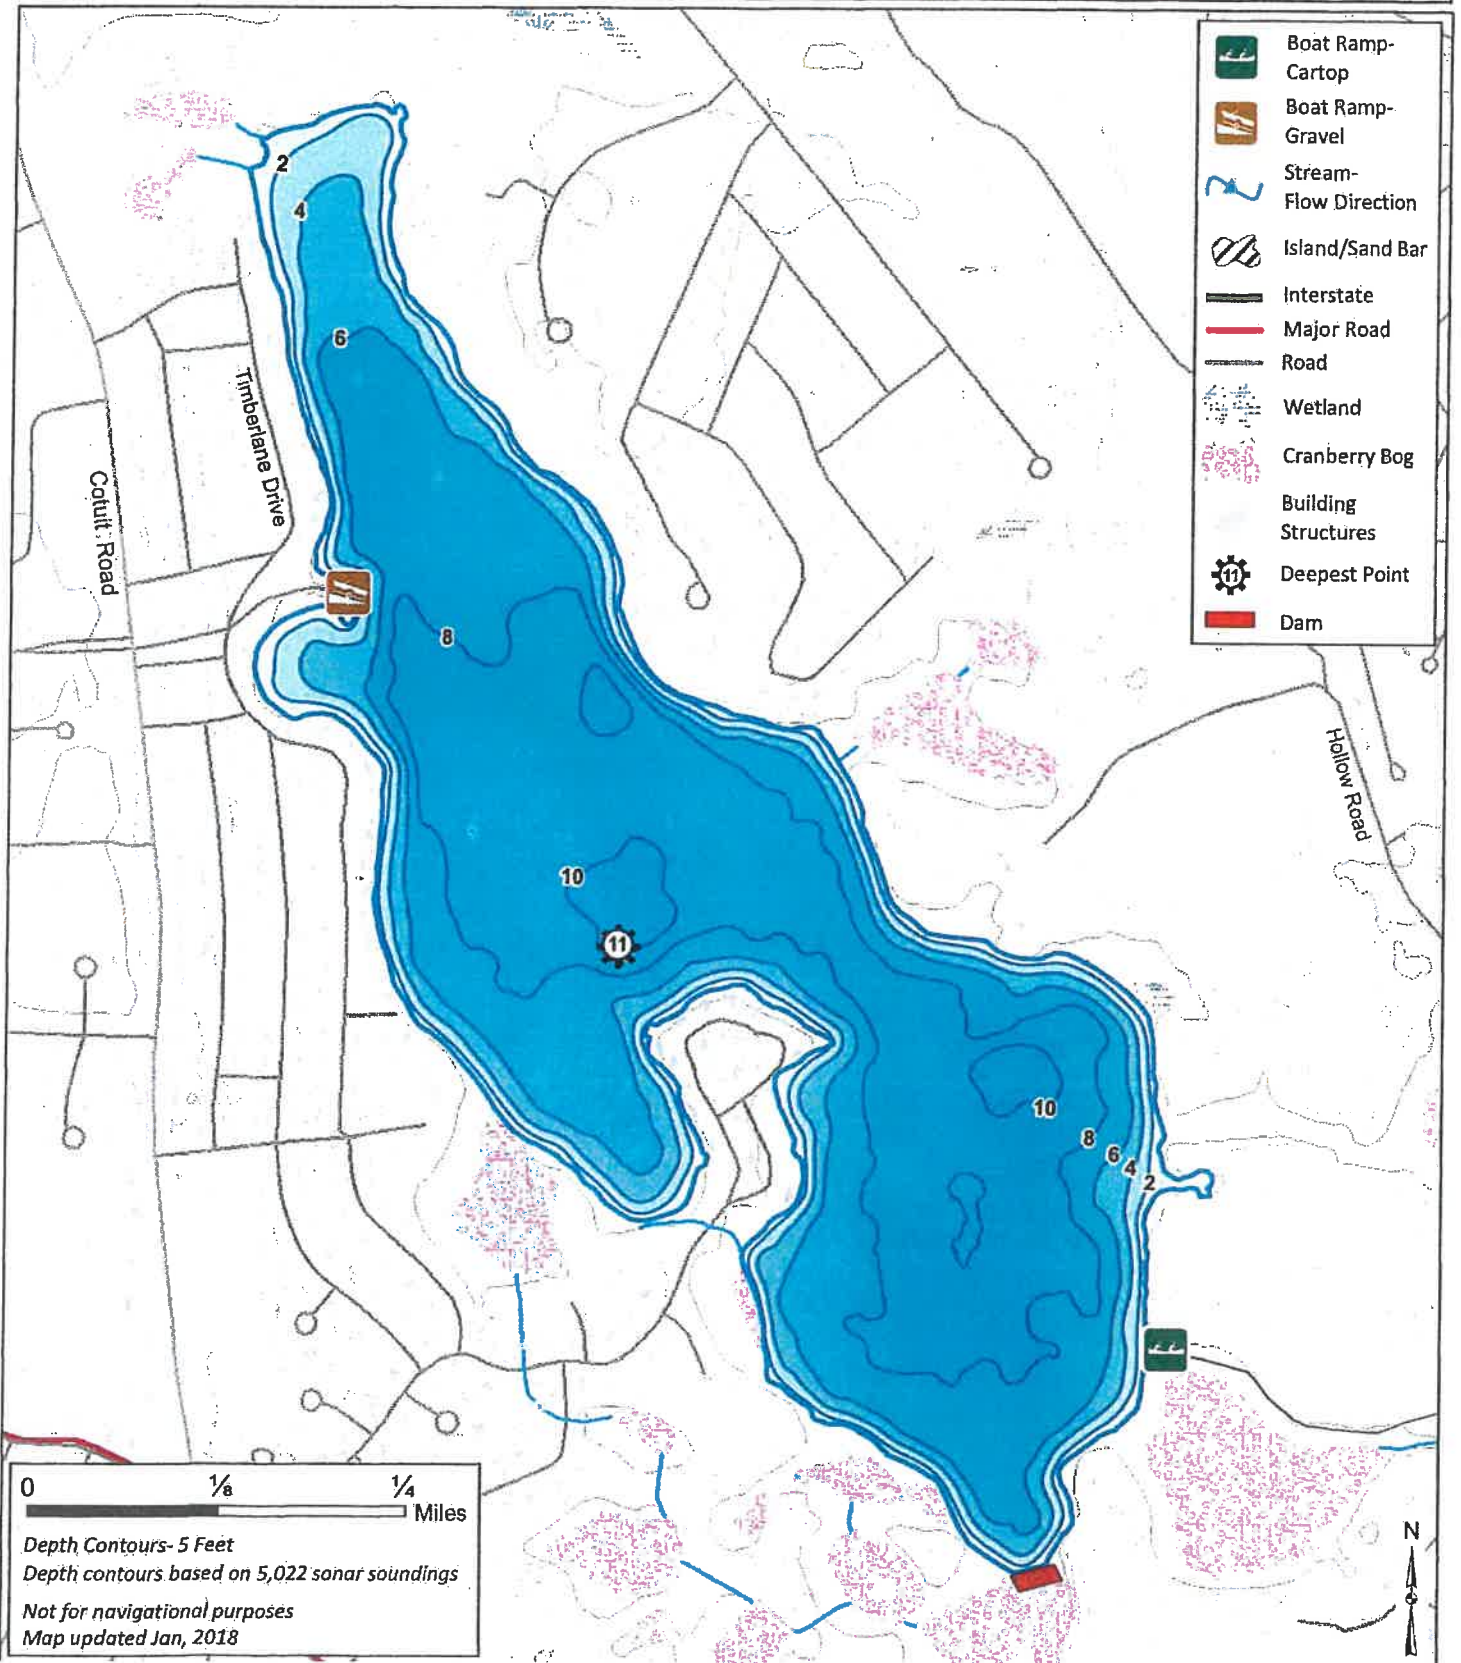 Boat Ramp-
Cartop
Boat Ramp-
Gravel
Stream-
Flow Direction
Island/Sand Bar
Interstate
Major Road
Road
Wetland
Cranberry Bog
Building
Structures
11
Deepest Point
Dam
2
4
6
Timberlane Drive
Cotuit Road
8
Hollow Road
10
11
10
8
6
4
2
0 1/8 1/4
Miles
Depth Contours- 5 Feet
Depth contours based on 5,022 sonar soundings
Not for navigational purposes
Map updated Jan, 2018
N